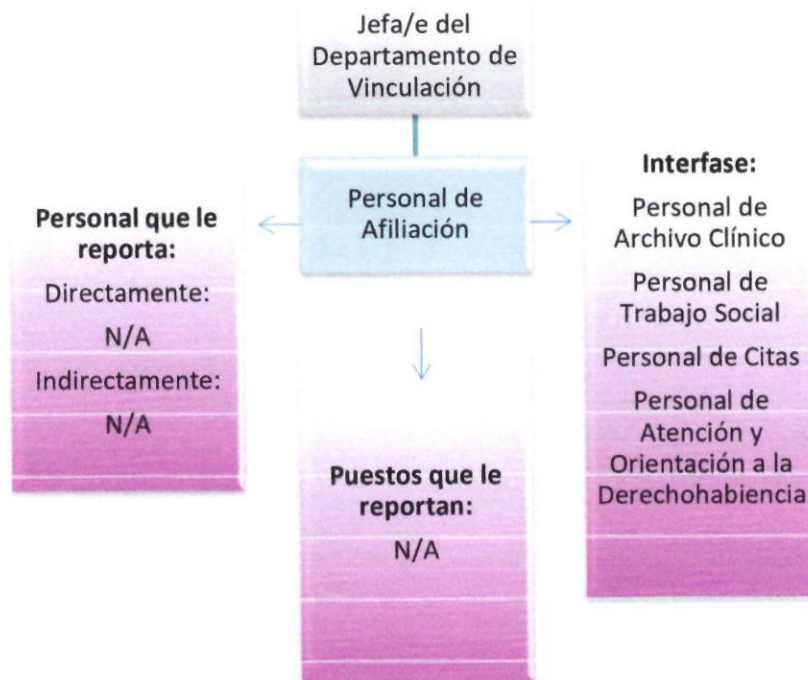 Jefa/e del
Departamento de
Vinculación
Personal de
Afiliación
Personal que le
reporta:
Directamente:
N/A
Indirectamente:
N/A
Puestos que le
reportan:
N/A
Interfase:
Personal de
Archivo Clínico
Personal de
Trabajo Social
Personal de Citas
Personal de
Atención y
Orientación a la
Derechohabiencia